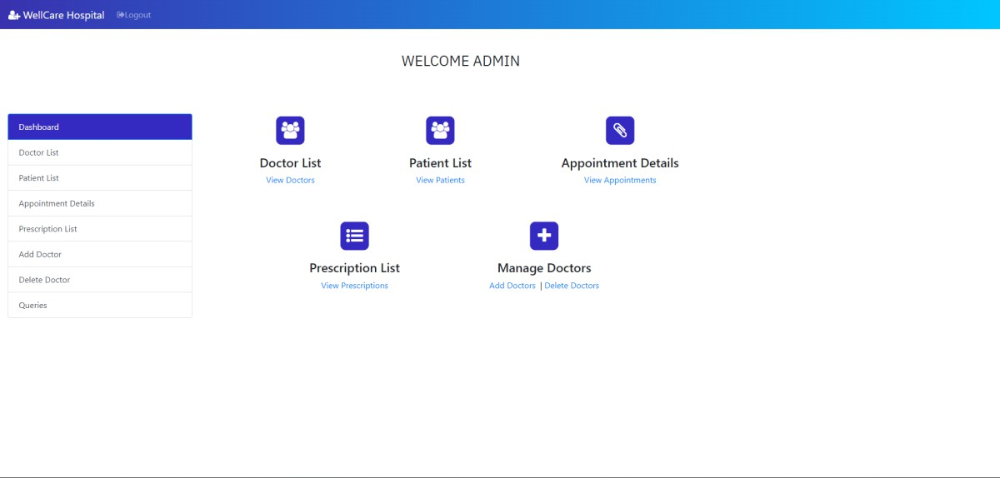 WellCare Hospital Logout
WELCOME ADMIN
Dashboard
Doctor List
Patient List
Appointment Details
Prescription List
Add Doctor
Delete Doctor
Queries
Doctor List
View Doctors
Patient List
View Patients
Appointment Details
View Appointments
Prescription List
View Prescriptions
Manage Doctors
Add Doctors | Delete Doctors